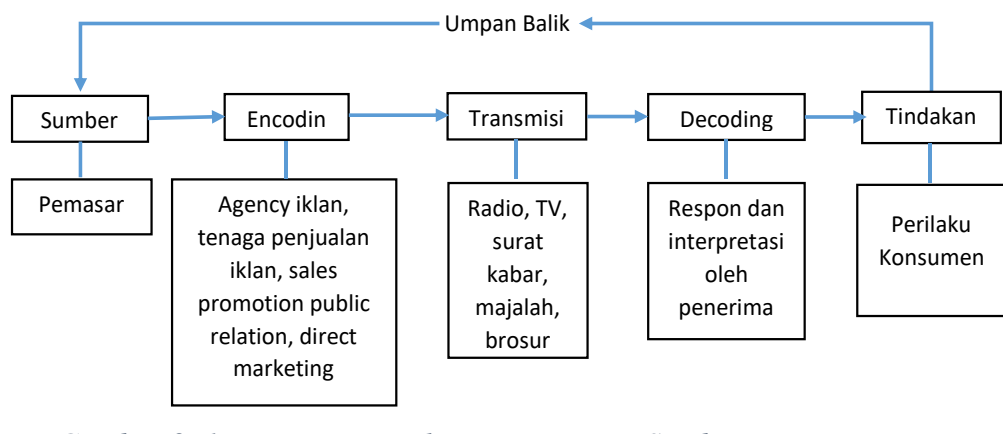 Umpan Balik
Sumber
Encodin
Transmisi
Decoding
Tindakan
Pemasar
Agency iklan,
tenaga penjualan
iklan, sales
promotion public
relation, direct
marketing
Radio, TV,
surat
kabar,
majalah,
brosur
Respon dan
interpretasi
oleh
penerima
Perilaku
Konsumen